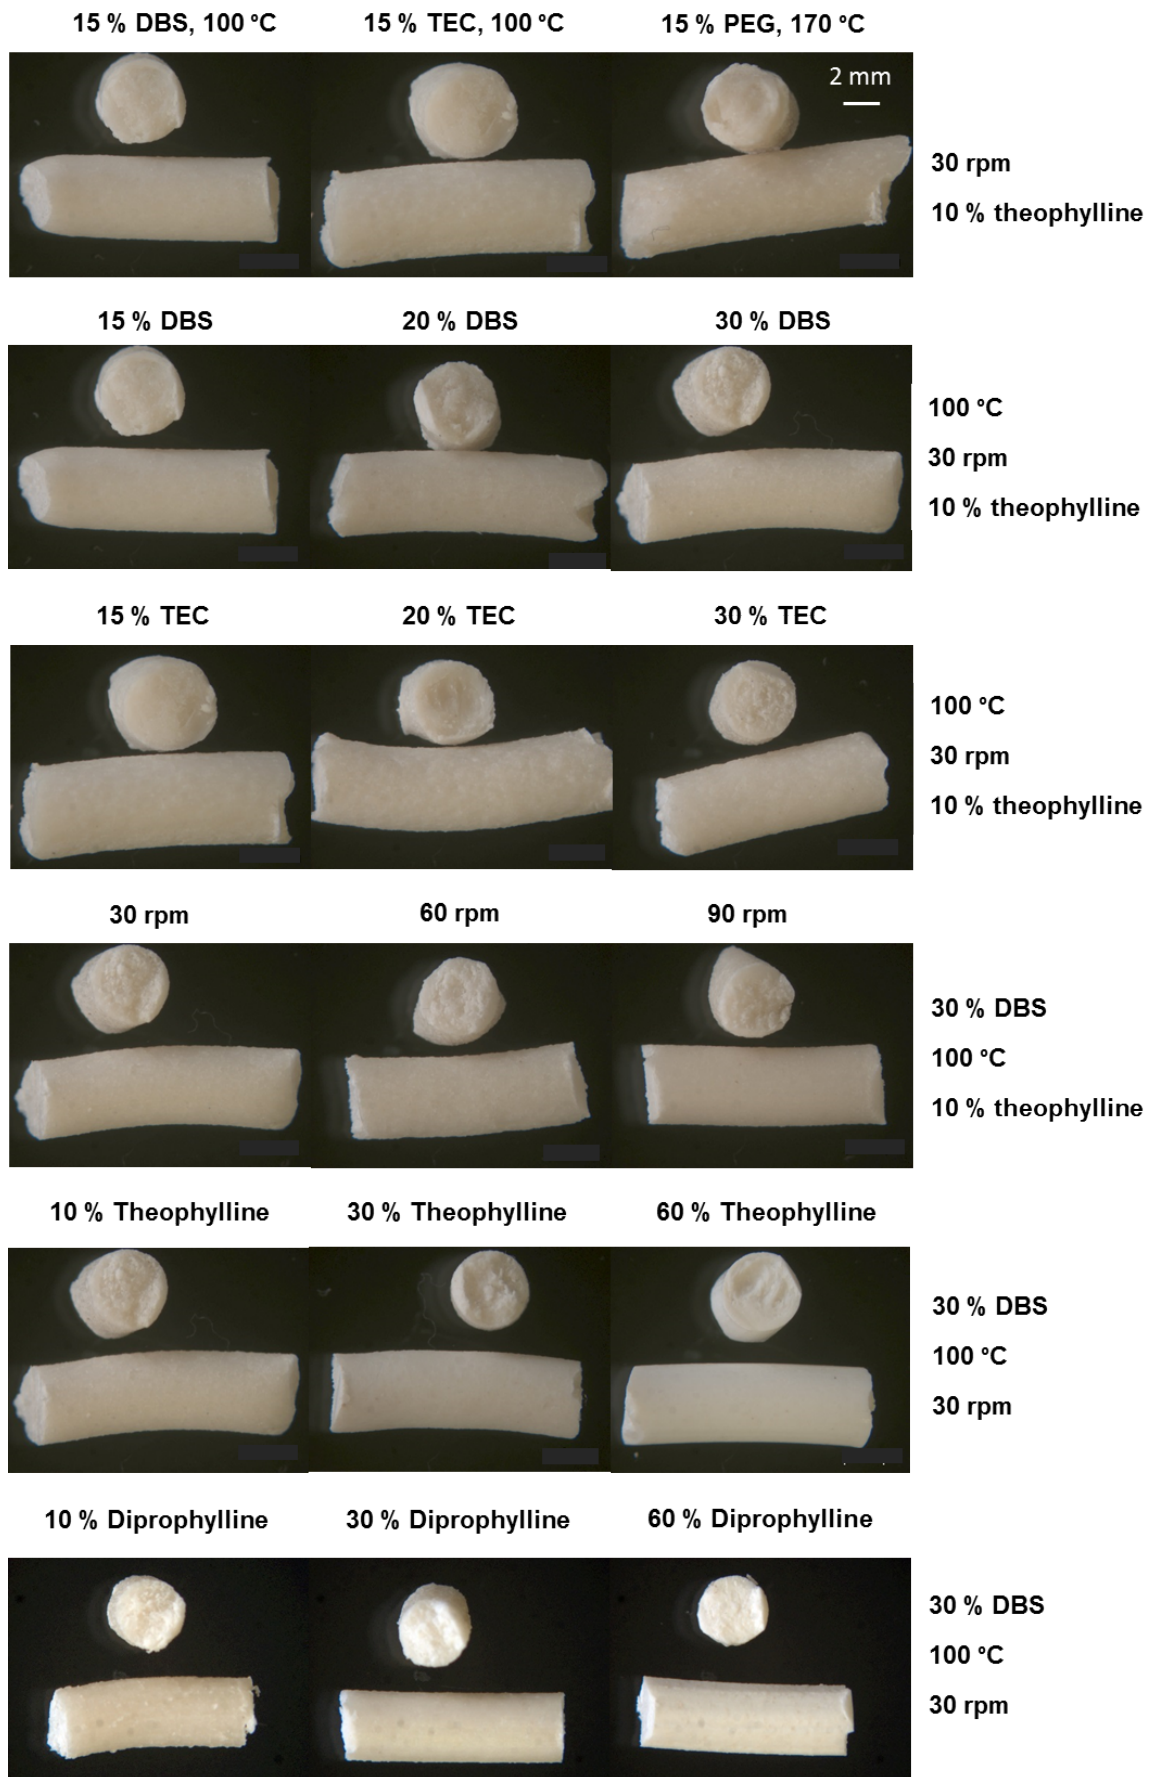 15 % DBS, 100 °C 15 % TEC, 100 °C 15 % PEG, 170 °C
2 mm
30 rpm
10 % theophylline
15 % DBS 20 % DBS 30 % DBS
100 °C
30 rpm
10 % theophylline
15 % TEC 20 % TEC 30 % TEC
100 °C
30 rpm
10 % theophylline
30 rpm 60 rpm 90 rpm
30 % DBS
100 °C
10 % theophylline
10 % Theophylline 30 % Theophylline 60 % Theophylline
30 % DBS
100 °C
30 rpm
10 % Diprophylline 30 % Diprophylline 60 % Diprophylline
30 % DBS
100 °C
30 rpm